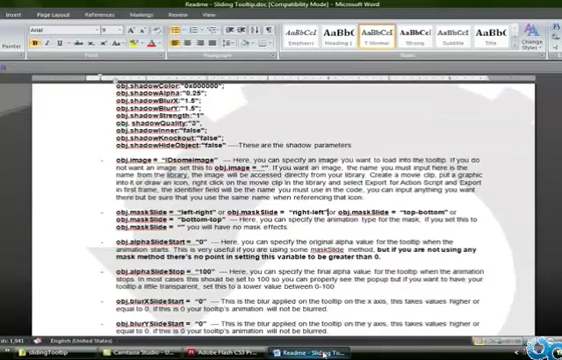 Readme - Sliding Tooltip.doc [Compatibility Mode] - Microsoft Word
Insert Page Layout References Mailings Review View
Painter
Arial
Font
Paragraph
Styles
AaBbCcL AaBb AaBbCc AaBbCcL AaBbCc AaB
Emphasis Heading 1 ¶ Normal Strong Subtitle Title
Change
obj.shadowColor:"0x000000";
obj.shadowAlpha:"0.25";
obj.shadowBlurX:"1.5";
obj.shadowBlurY:"1.5";
obj.shadowStrength:"1"
obj. shadowQuality:"3",
obj.shadowInner:"false";
obj.shadowKnockout:"false";
obj.shadowHideObject:"false" ----These are the shadow parameters
- obj.image = "IDsomeImage" ---- Here, you can specify an image you want to load into the tooltip. If you do
not want an image set this to obj.image = "". If you want an image, the name you must input here is the
name from the library, the image will be accessed directly from your library. Create a movie clip, put a graphic
into it or draw an icon, right click on the movie clip in the library and select Export for Action Script and Export
in first frame, the identifier field will be the name you must use in the code, you can input anything you want
there but be sure that you use the same name when referencing that icon.
- obj.maskSlide = "left-right" or obj.maskSlide = "right-left" or obj.maskSlide = "top-bottom" or
obj.maskSlide = "bottom-top" ---- Here, you can specify the animation type for the mask. If you set this to
obj.maskSlide = "" you will have no mask effects.
- obj.alphaSlideStart = "0" ---- Here, you can specify the original alpha value for the tooltip when the
animation starts. This is very useful if you are using some maskSlide method, but if you are not using any
mask method there's no point in setting this variable to be greater than 0.
- obj.alphaSlideStop = "100" ---- Here, you can specify the final alpha value for the tooltip when the animation
stops. In most cases this should be set to 100 so you can properly see the popup but if you want to have your
tooltip a little transparent, set this to a lower value between 0-100
- obj.blurXSlideStart = "0" ---- This is the blur applied on the tooltip on the x axis, this takes values higher or
equal to 0, if this is 0 your animation will not be blurred.
- obj.blurYSlideStart = "0" ---- This is the blur applied on the tooltip on the y axis, this takes values higher or
equal to 0, if this is 0 your animation will not be blurred.
English (United States)
slidingTooltip Camtasia Studio - U... Adobe Flash CS3 Pr... Readme - Sliding To...